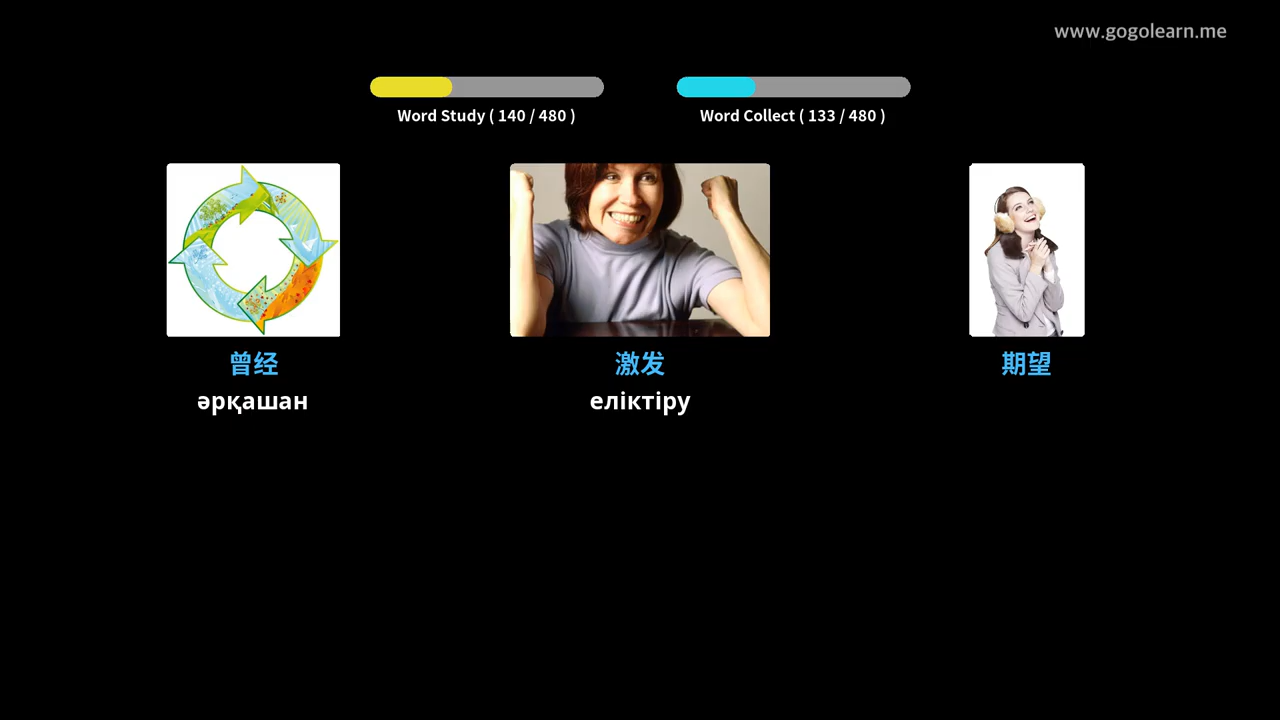 www.gogolearn.me
Word Study ( 140 / 480 )
Word Collect ( 133 / 480 )
曾经
激发
期望
әрқашан
еліктіру